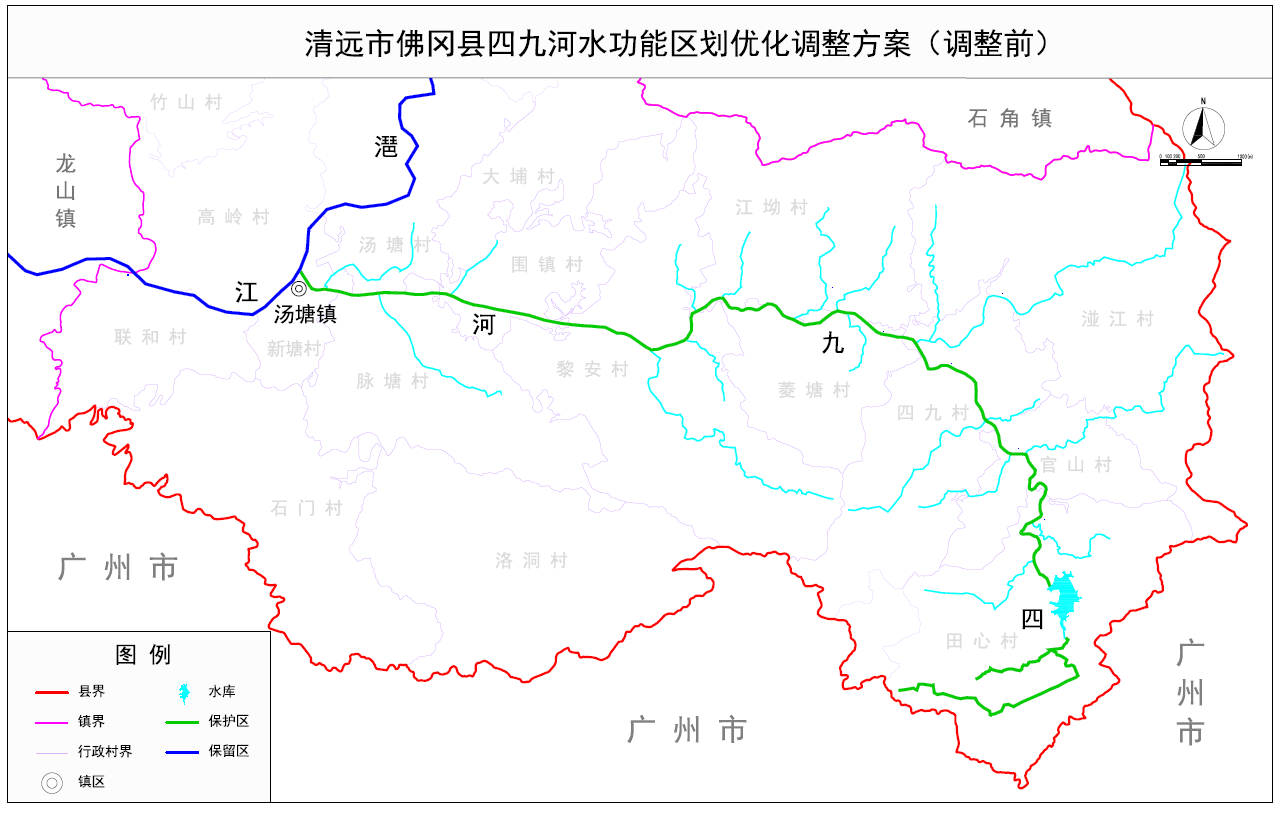 清远市佛冈县四九河水功能区划优化调整方案（调整前）
竹山村
石角镇
N
龙山镇
潖
大埔村
高岭村
江坳村
汤塘村
围镇村
江
汤塘镇
河
湴江村
联和村
新塘村
九
脉塘村
黎安村
菱塘村
四九村
官山村
石门村
洛洞村
广州市
四
田心村
广州市
广州市
图例
县界
水库
镇界
保护区
行政村界
保留区
镇区